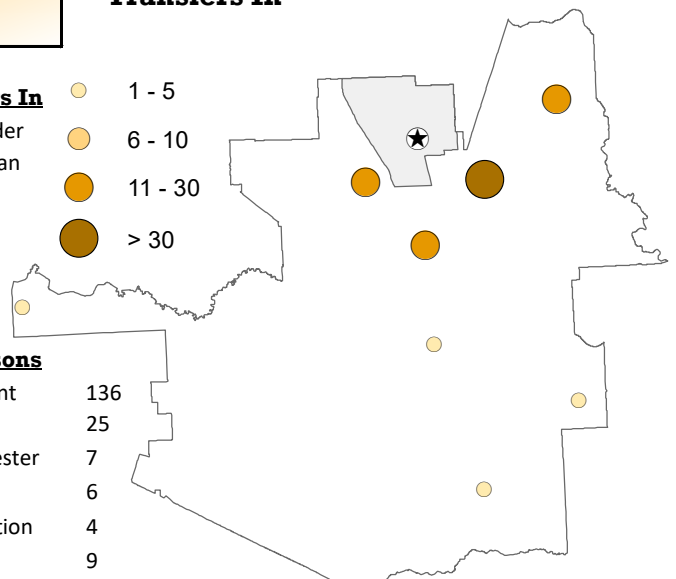 Transfers In
s In
1 - 5
der
6 - 10
an
11 - 30
> 30
sons
nt 136
25
ester 7
6
tion 4
9